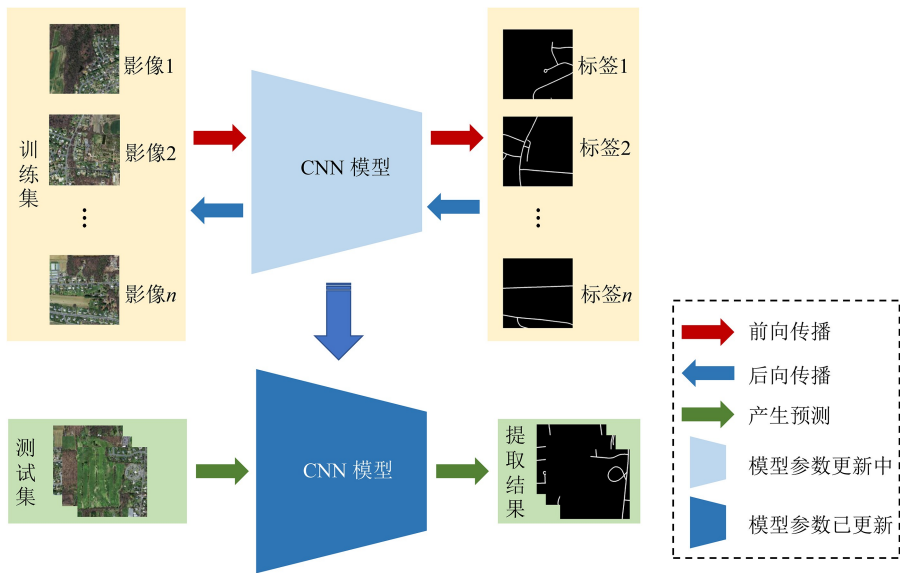 训练集
影像1
影像2
⋮
影像n
CNN 模型
标签1
标签2
⋮
标签n
测试集
CNN 模型
提取结果
前向传播
后向传播
产生预测
模型参数更新中
模型参数已更新